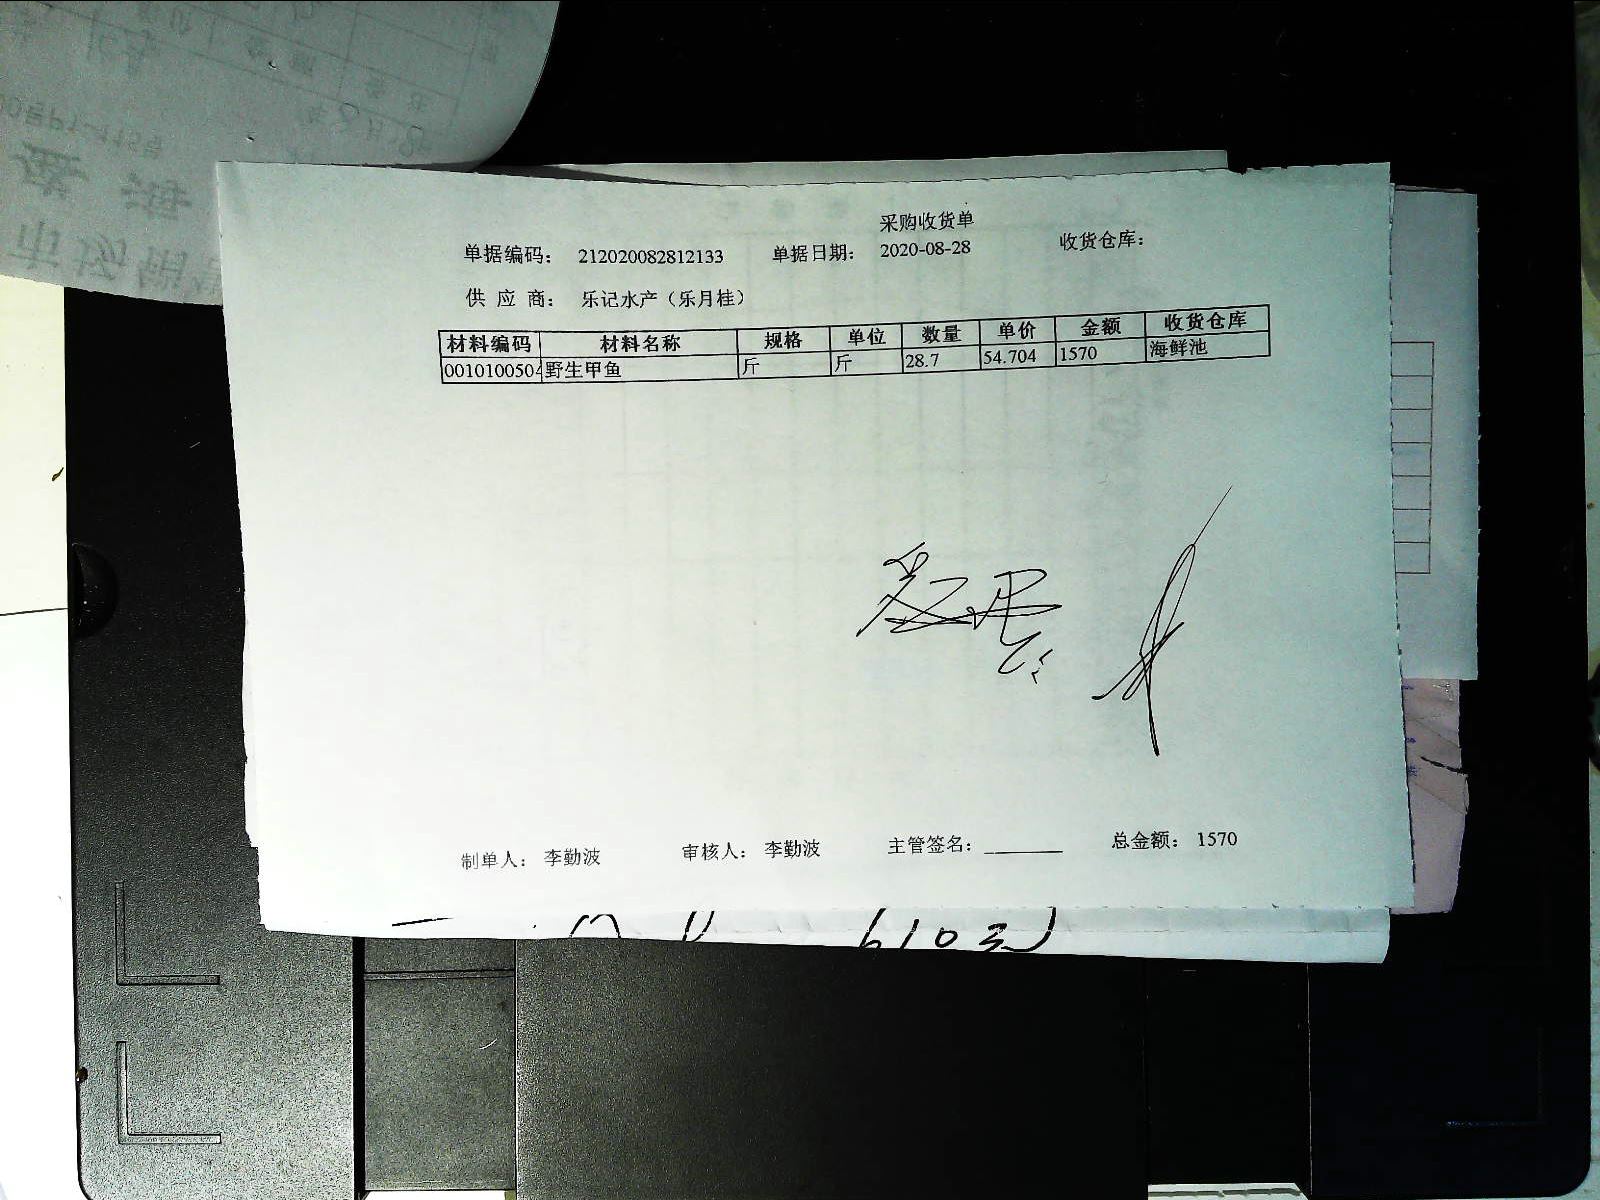 采购收货单
单据编码： 212020082812133 单据日期： 2020-08-28 收货仓库：
供 应 商： 乐记水产（乐月桂）
材料编码 材料名称 规格 单位 数量 单价 金额 收货仓库
0010100504 野生甲鱼 斤 斤 28.7 54.704 1570 海鲜池
制单人： 李勤波 审核人： 李勤波 主管签名： 总金额： 1570